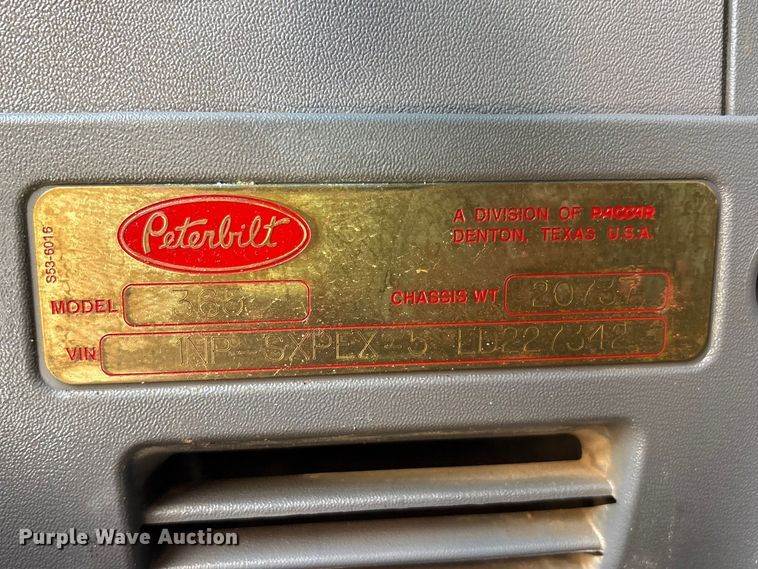 Peterbilt
A DIVISION OF PACCAR
DENTON, TEXAS U.S.A.
S53-6016
MODEL 365 CHASSIS WT 20757
VIN 1NP-SXPEX-5-LD227342
Purple Wave Auction®